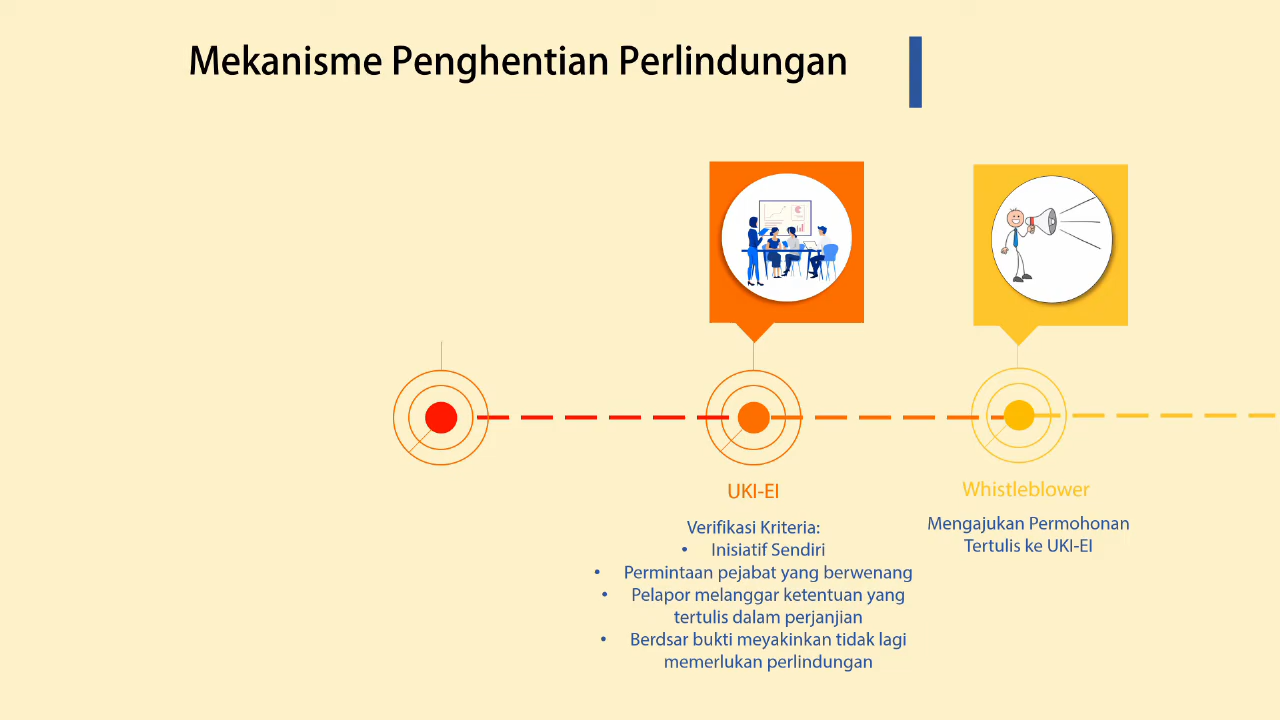 Mekanisme Penghentian Perlindungan
UKI-EI
Verifikasi Kriteria:
• Inisiatif Sendiri
• Permintaan pejabat yang berwenang
• Pelapor melanggar ketentuan yang
tertulis dalam perjanjian
• Berdsar bukti meyakinkan tidak lagi
memerlukan perlindungan
Whistleblower
Mengajukan Permohonan
Tertulis ke UKI-EI